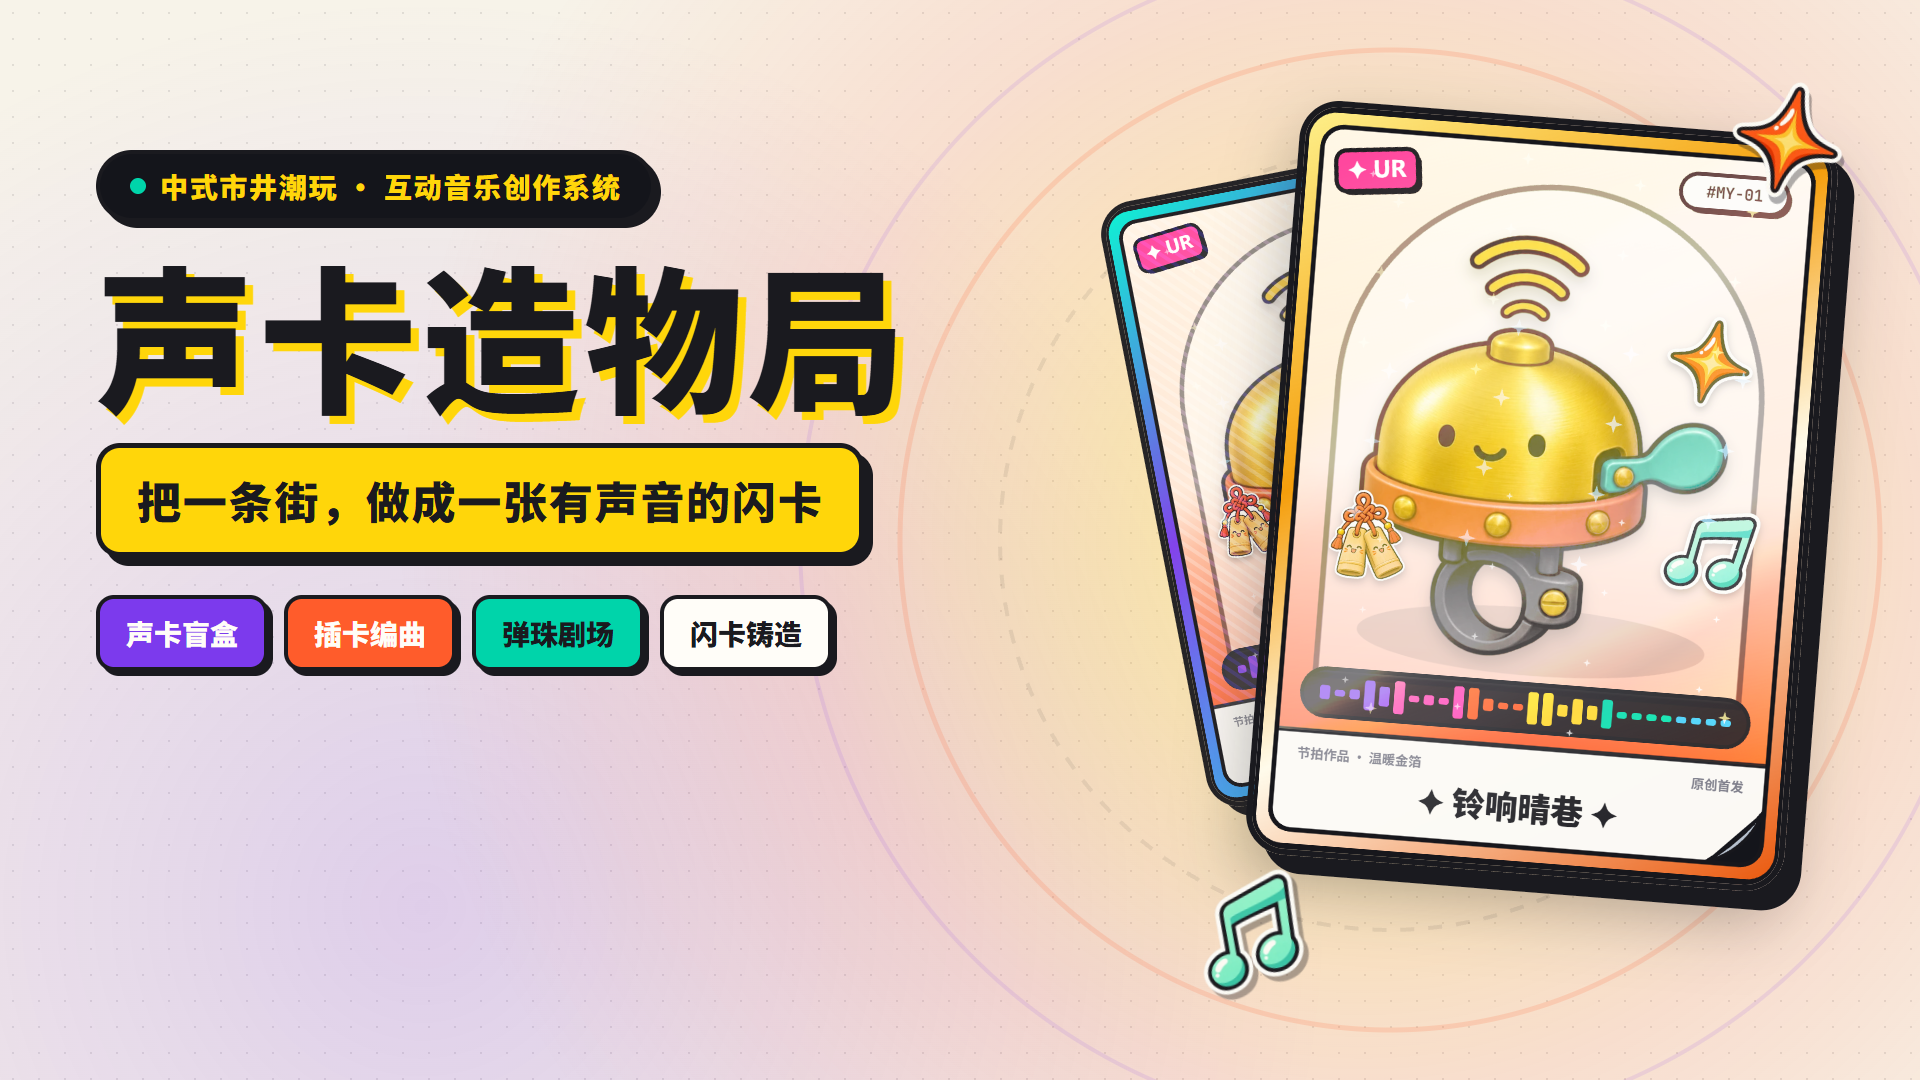 中式市井潮玩 • 互动音乐创作系统
声卡造物局
把一条街，做成一张有声音的闪卡
声卡盲盒
插卡编曲
弹珠剧场
闪卡铸造
✦ UR
✦ UR
#MY-01
节拍
节拍作品 • 温暖金箔
原创首发
✦ 铃响晴巷 ✦